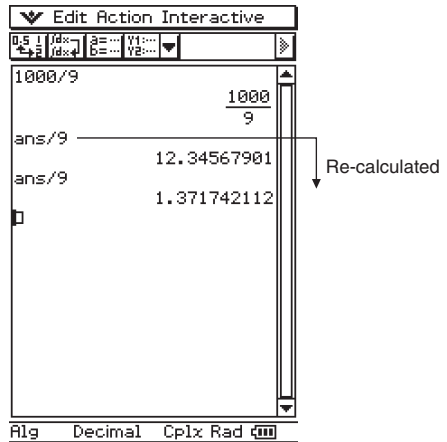 Edit Action Interactive
1000/9
1000
9
ans/9
12.34567901
ans/9
1.371742112
Re-calculated
Alg Decimal Cplx Rad